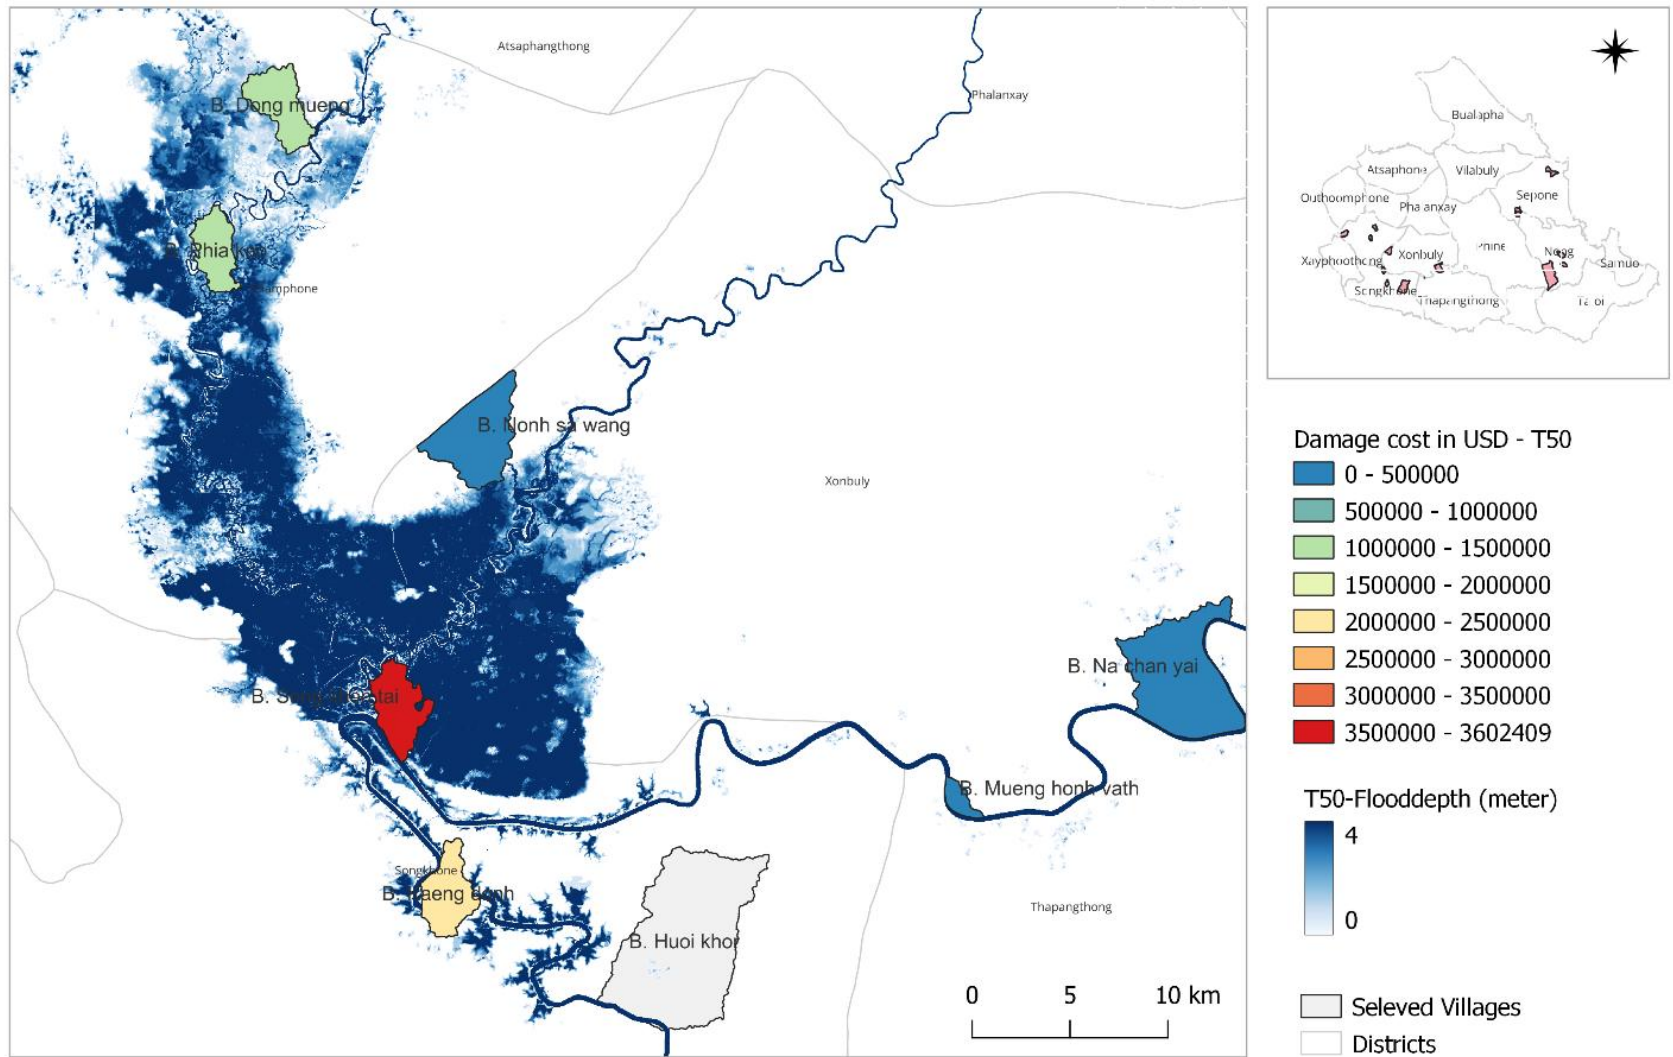 Atsaphangthong
Phalanxay
B. Dong mueng
Xonbuly
B. Nonh sa wang
B. Na chan yai
B. Mueng honh vath
Songkhone
B. Huoi khor
Thapangthong
0 5 10 km
Bualapha
Atsaphone
Vilabuly
Sepone
Outhoomphone
Pha anxay
Xonbuly
Nong
Samuo
Songkhone
Thapangthong
Damage cost in USD - T50
0 - 500000
500000 - 1000000
1000000 - 1500000
1500000 - 2000000
2000000 - 2500000
2500000 - 3000000
3000000 - 3500000
3500000 - 3602409
T50-Flooddepth (meter)
4
0
Seleved Villages
Districts